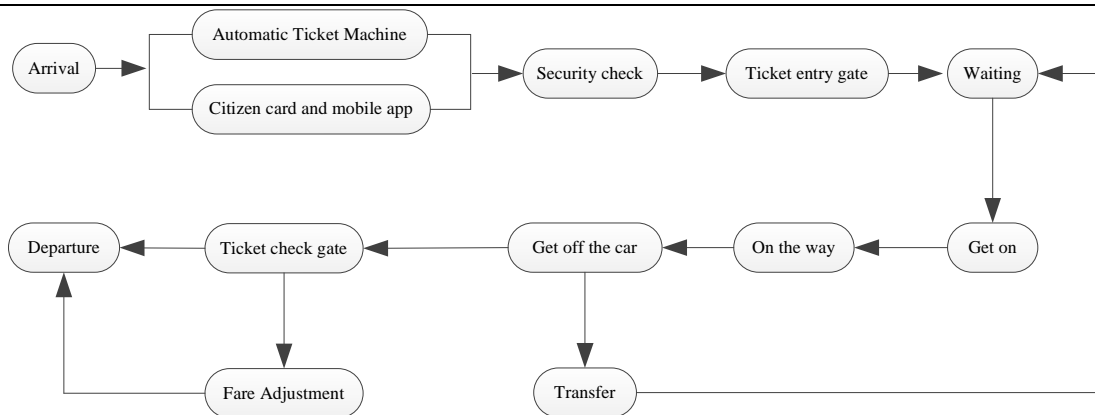 Automatic Ticket Machine
Arrival
Security check
Ticket entry gate
Waiting
Citizen card and mobile app
Departure
Ticket check gate
Get off the car
On the way
Get on
Fare Adjustment
Transfer